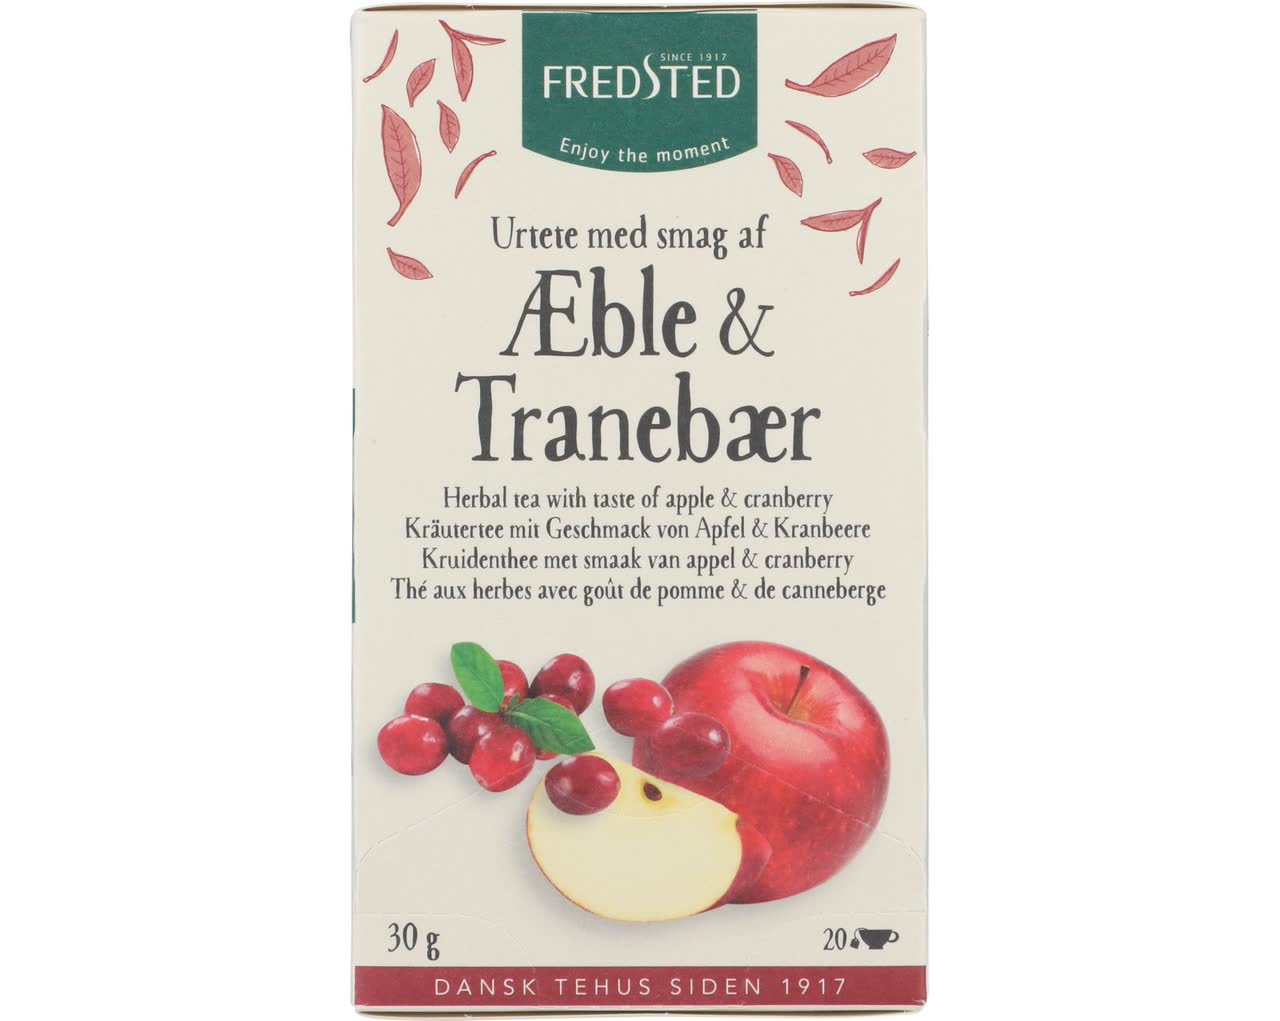 SINCE 1917
FREDSTED
Enjoy the moment
Urtete med smag af
Æble &
Tranebær
Herbal tea with taste of apple & cranberry
Kräutertee mit Geschmack von Apfel & Kranbeere
Kruidenthee met smaak van appel & cranberry
Thé aux herbes avec goût de pomme & de canneberge
30 g
20
DANSK TEHUS SIDEN 1917